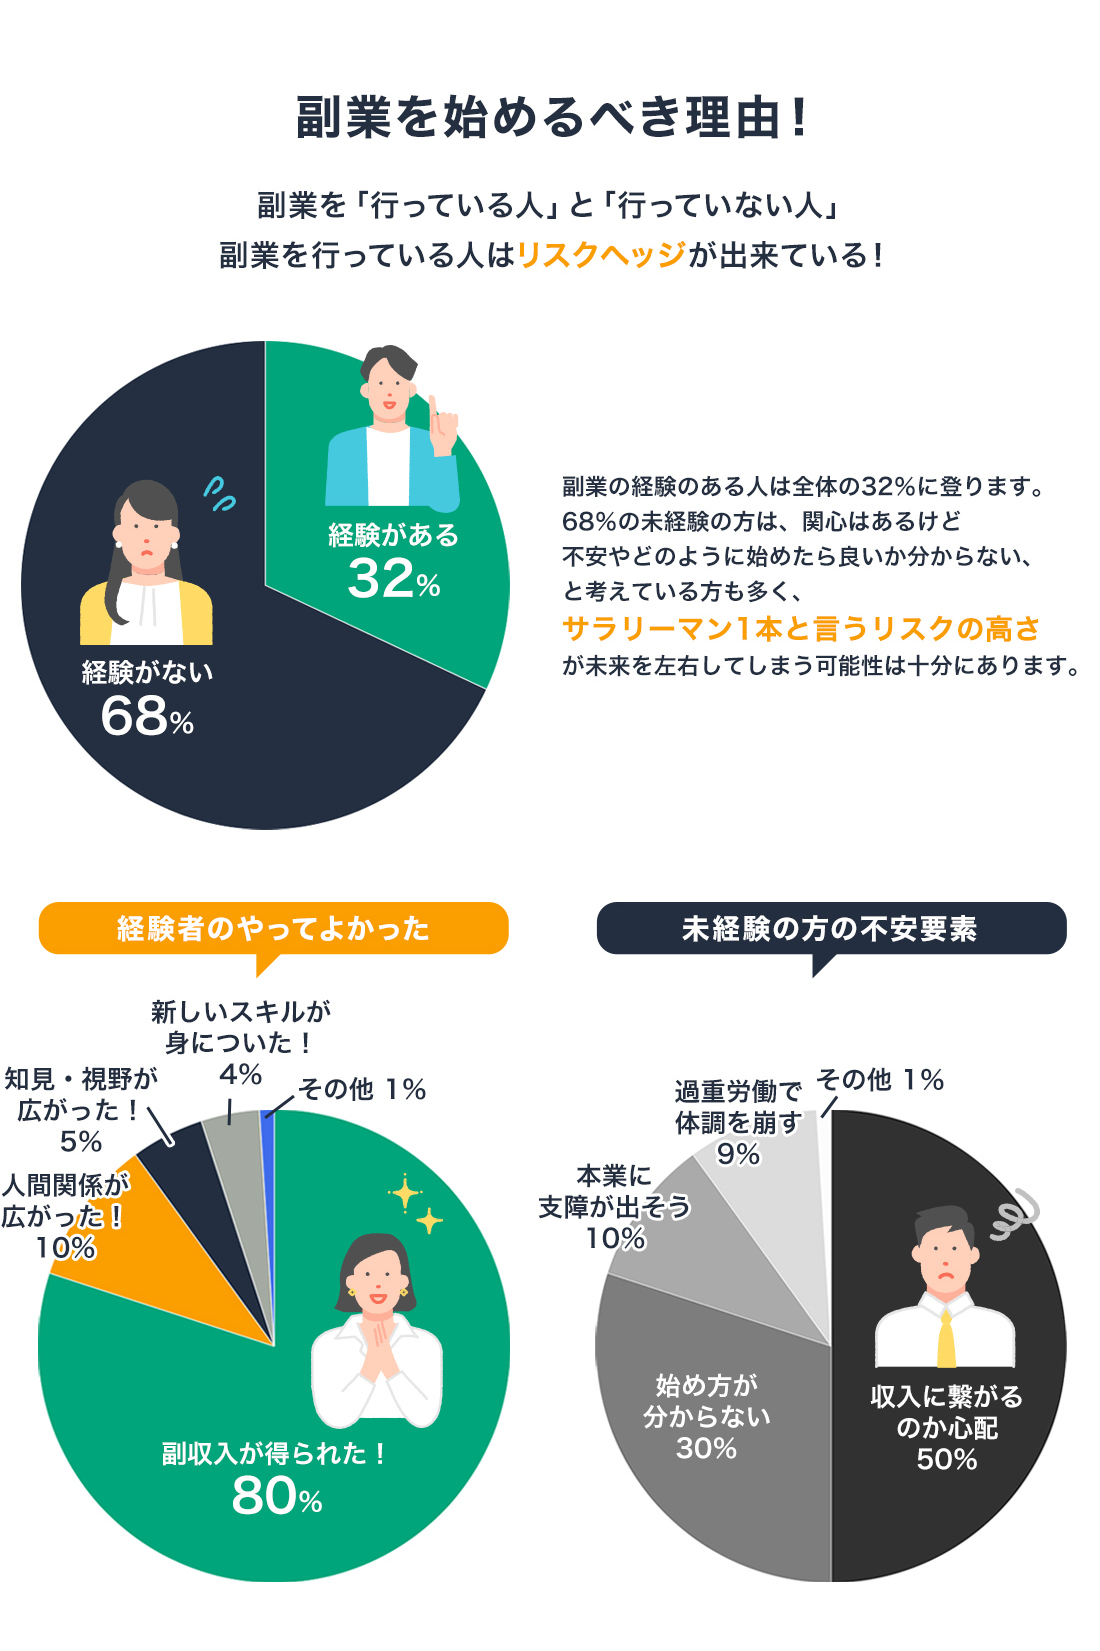 副業を始めるべき理由！
副業を「行っている人」と「行っていない人」
副業を行っている人はリスクヘッジが出来ている！
経験がある
32%
経験がない
68%
副業の経験のある人は全体の32%に登ります。
68%の未経験の方は、関心はあるけど
不安やどのように始めたら良いか分からない、
と考えている方も多く、
サラリーマン1本と言うリスクの高さ
が未来を左右してしまう可能性は十分にあります。
経験者のやってよかった
新しいスキルが
身についた！
4%
その他 1%
知見・視野が
広がった！
5%
人間関係が
広がった！
10%
副収入が得られた！
80%
未経験の方の不安要素
過重労働で
体調を崩す
9%
その他 1%
本業に
支障が出そう
10%
始め方が
分からない
30%
収入に繋がる
のか心配
50%